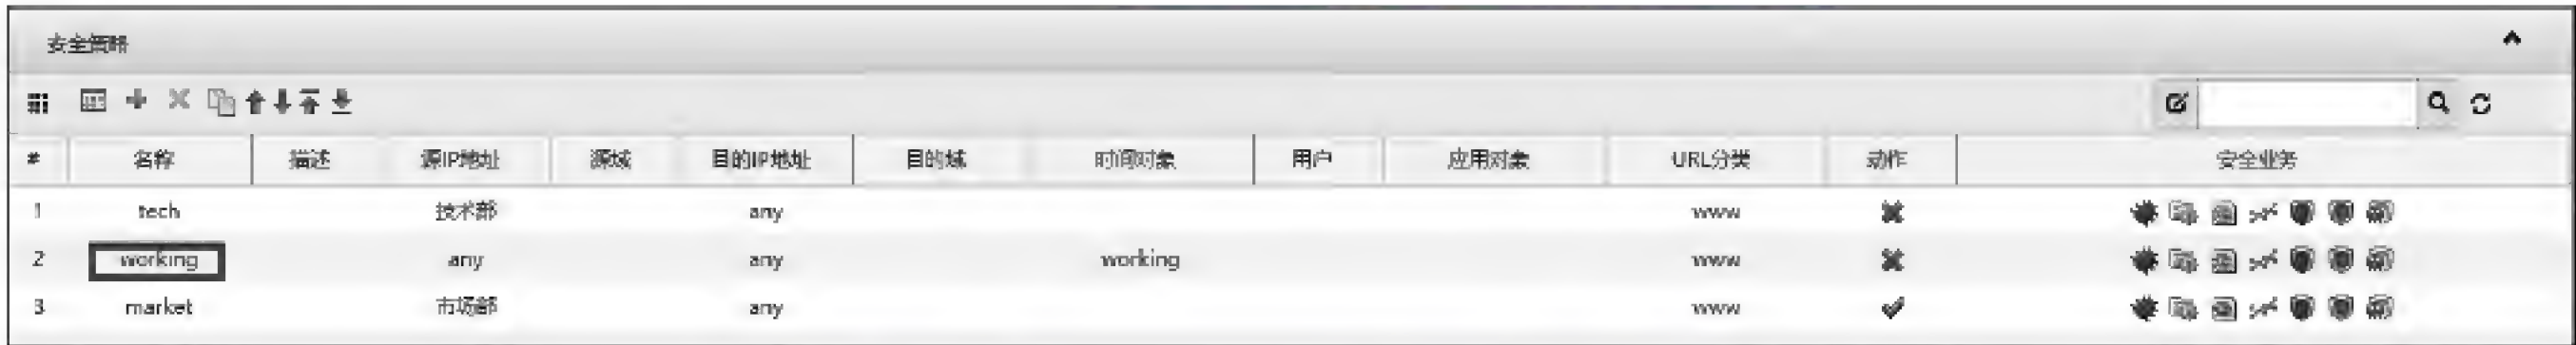 安全策略
# 名称 描述 源IP地址 源域 目的IP地址 目的域 时间对象 用户 应用对象 URL分类 动作 安全业务
1 tech 技术部 any www
2 working any any working www
3 market 市场部 any www